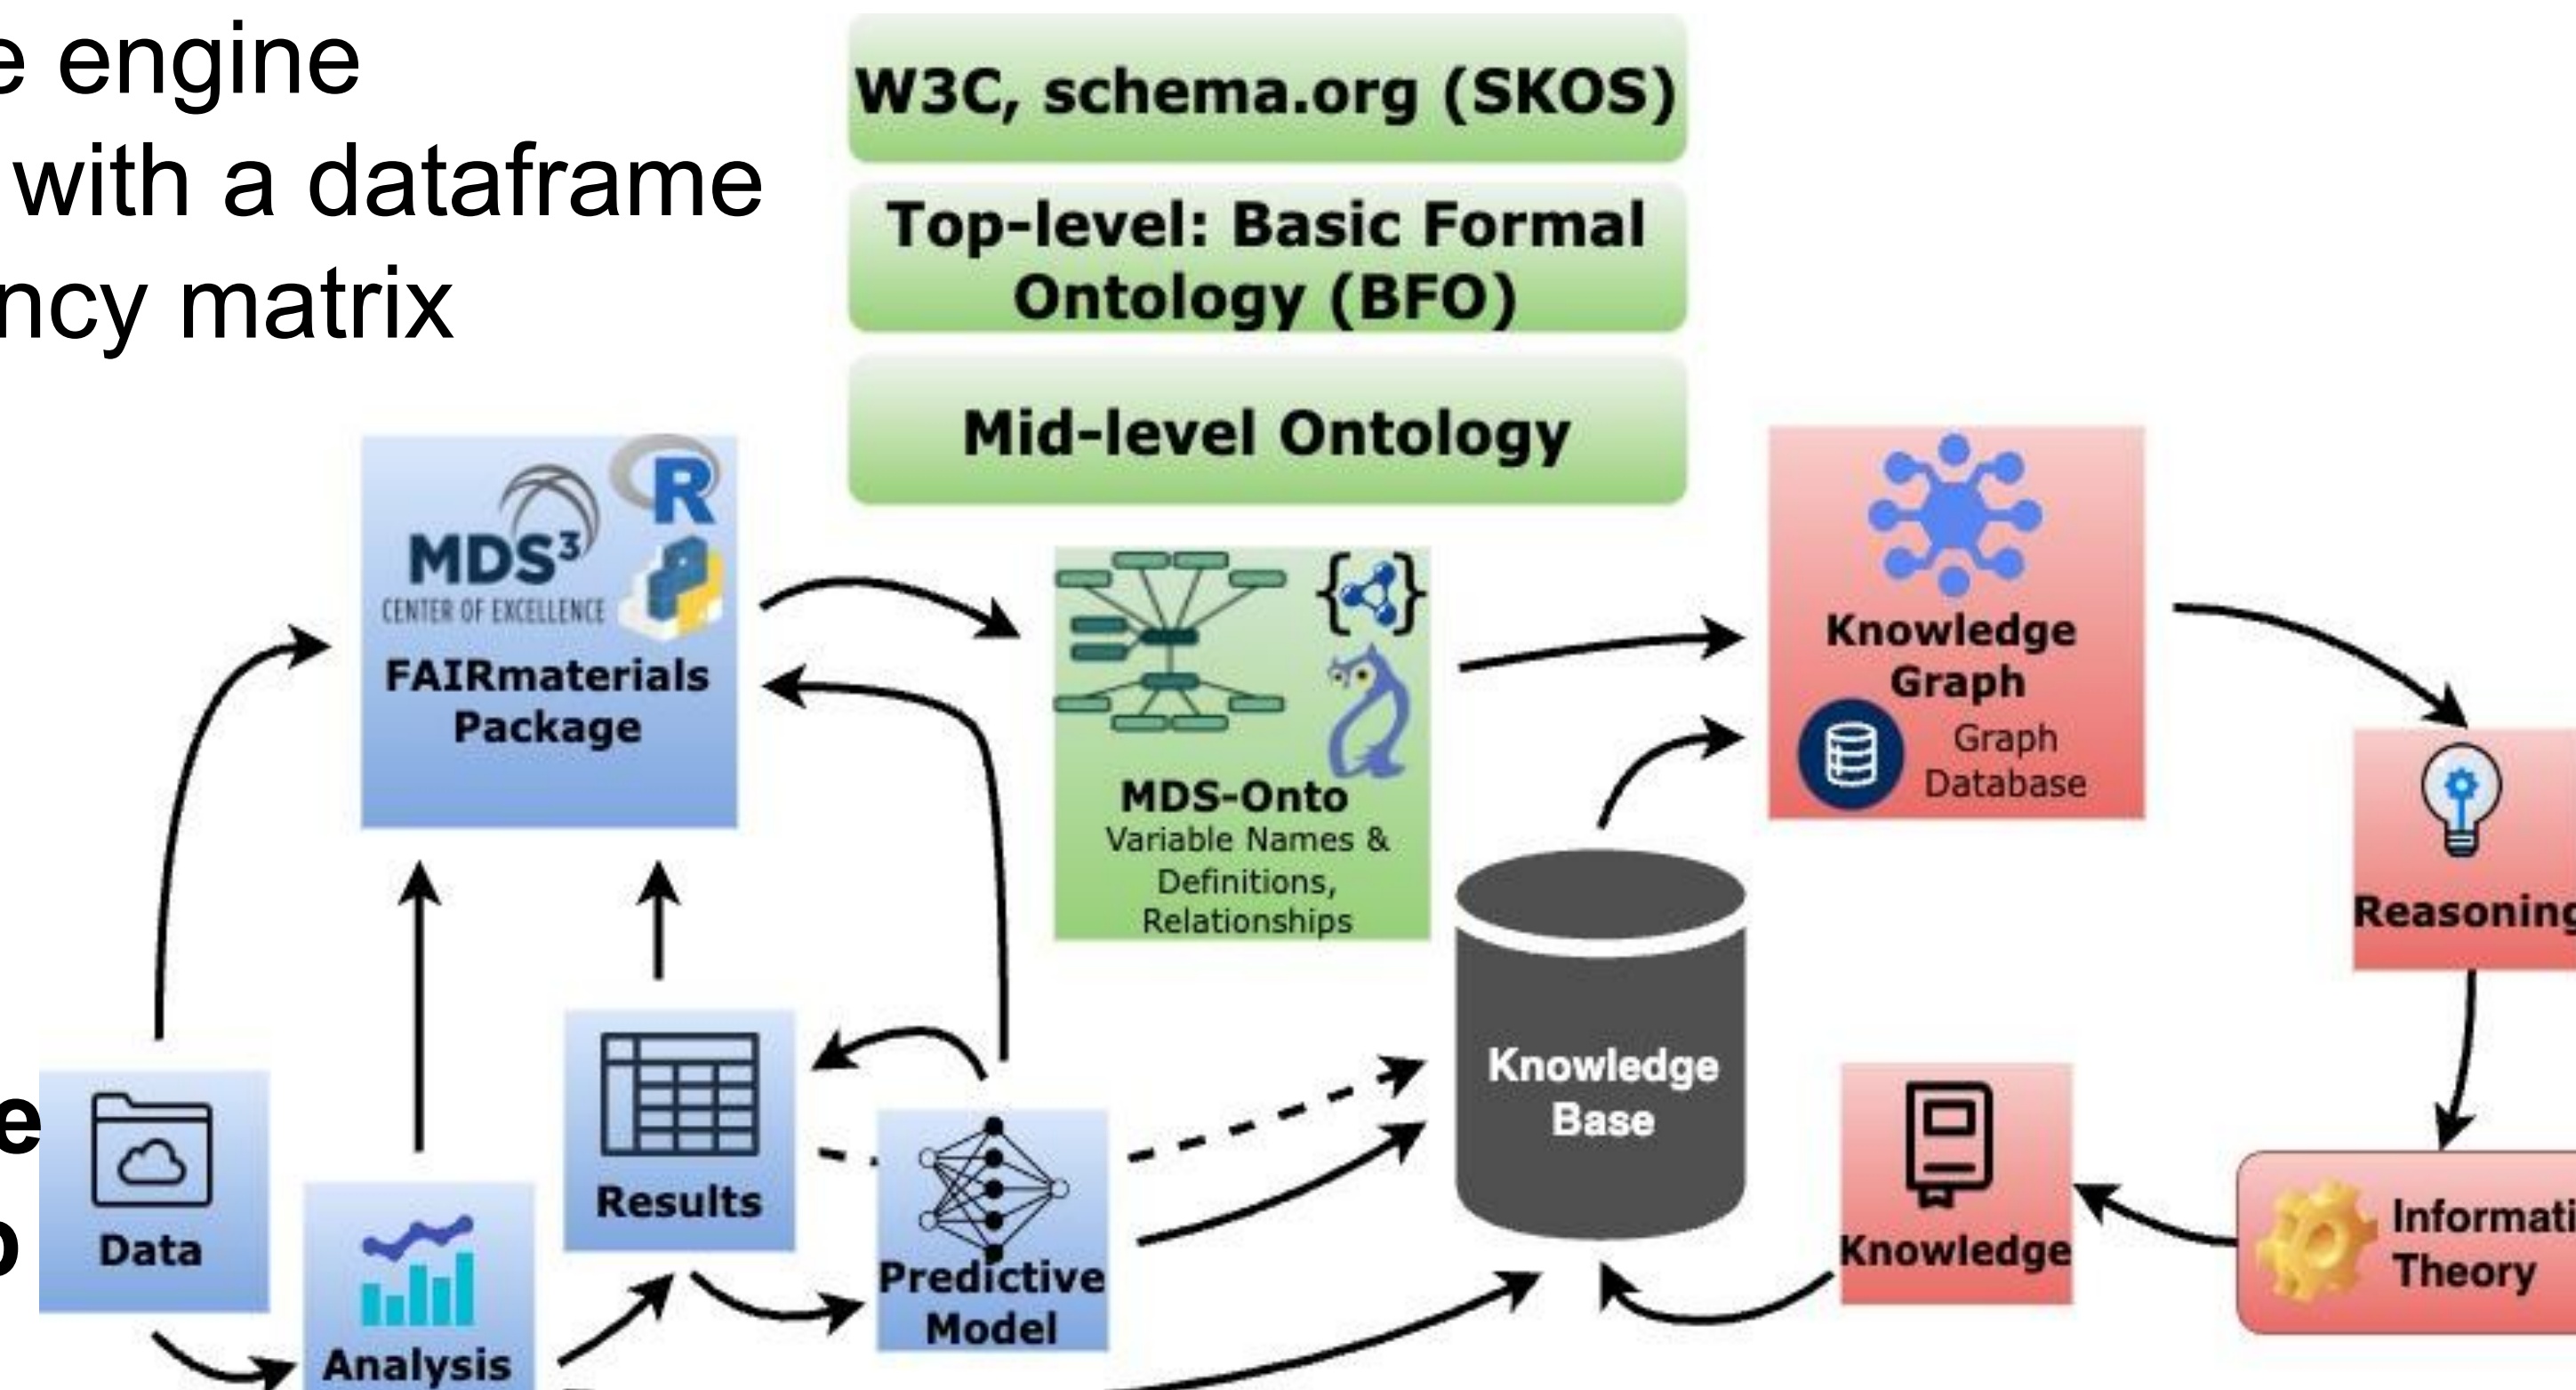 e engine
with a dataframe
ncy matrix
W3C, schema.org (SKOS)
Top-level: Basic Formal
Ontology (BFO)
Mid-level Ontology
R
MDS³
CENTER OF EXCELLENCE
FAIRmaterials
Package
MDS-Onto
Variable Names &
Definitions,
Relationships
Knowledge
Graph
Graph
Database
Reasoning
Knowledge
Base
Informati
Theory
Knowledge
e
Data
Analysis
Results
Predictive
Model